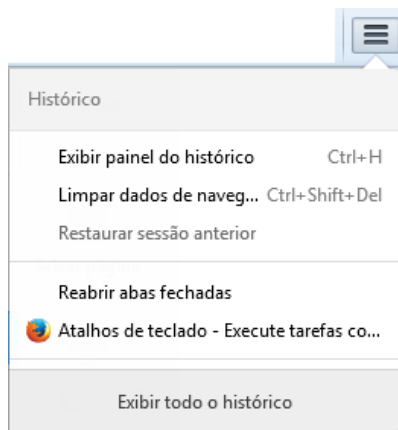 Histórico
Exibir painel do histórico Ctrl+H
Limpar dados de naveg... Ctrl+Shift+Del
Restaurar sessão anterior
Reabrir abas fechadas
Atalhos de teclado - Execute tarefas co...
Exibir todo o histórico